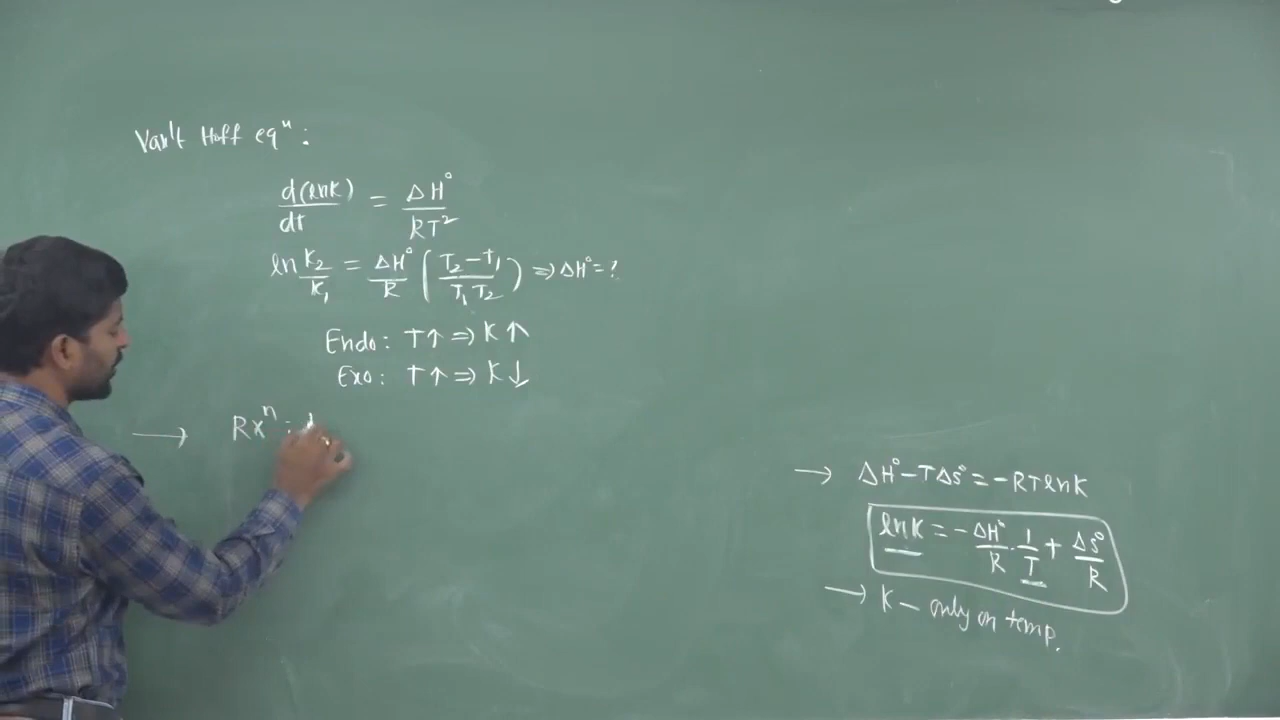 Van't Hoff eqⁿ:
d(lnK)/dt = ΔH°/RT²
ln K₂/K₁ = ΔH°/R (T₂-T₁/T₁T₂) ⇒ ΔH° = ?
Endo: T↑ ⇒ K↑
Exo: T↑ ⇒ K↓
→ Rxⁿ:
→ ΔH° - TΔS° = -RTlnK
lnK = -ΔH°/R · 1/T + ΔS°/R
→ K - only on temp.